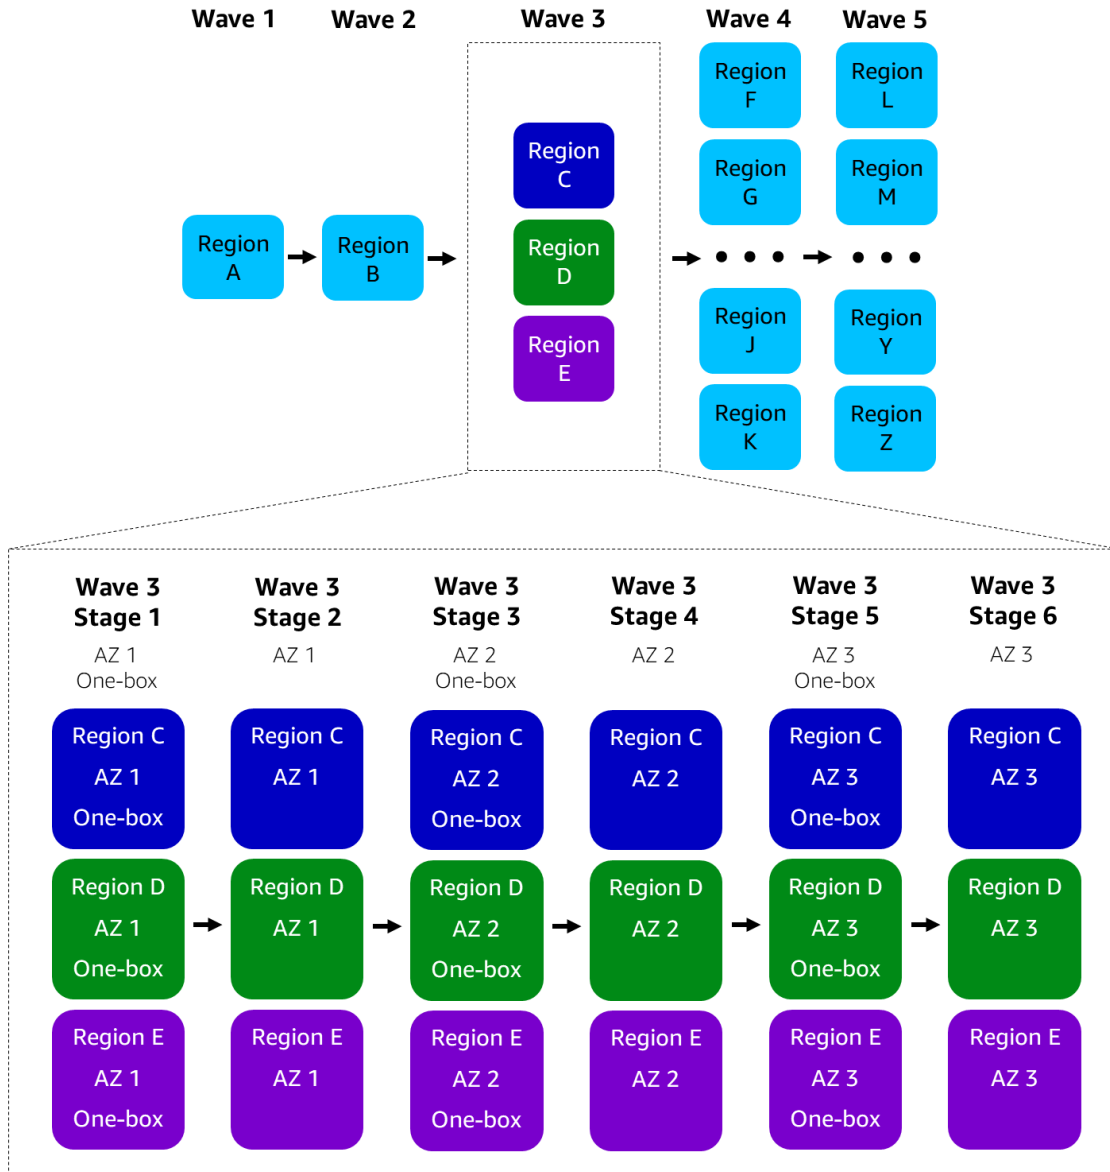 Wave 1
Wave 2
Wave 3
Wave 4
Wave 5
Region
A
Region
B
Region
C
Region
D
Region
E
Region
F
Region
G
• • •
Region
J
Region
K
Region
L
Region
M
• • •
Region
Y
Region
Z
Wave 3
Stage 1
AZ 1
One-box
Wave 3
Stage 2
AZ 1
Wave 3
Stage 3
AZ 2
One-box
Wave 3
Stage 4
AZ 2
Wave 3
Stage 5
AZ 3
One-box
Wave 3
Stage 6
AZ 3
Region C
AZ 1
One-box
Region C
AZ 1
Region C
AZ 2
One-box
Region C
AZ 2
Region C
AZ 3
One-box
Region C
AZ 3
Region D
AZ 1
One-box
Region D
AZ 1
Region D
AZ 2
One-box
Region D
AZ 2
Region D
AZ 3
One-box
Region D
AZ 3
Region E
AZ 1
One-box
Region E
AZ 1
Region E
AZ 2
One-box
Region E
AZ 2
Region E
AZ 3
One-box
Region E
AZ 3